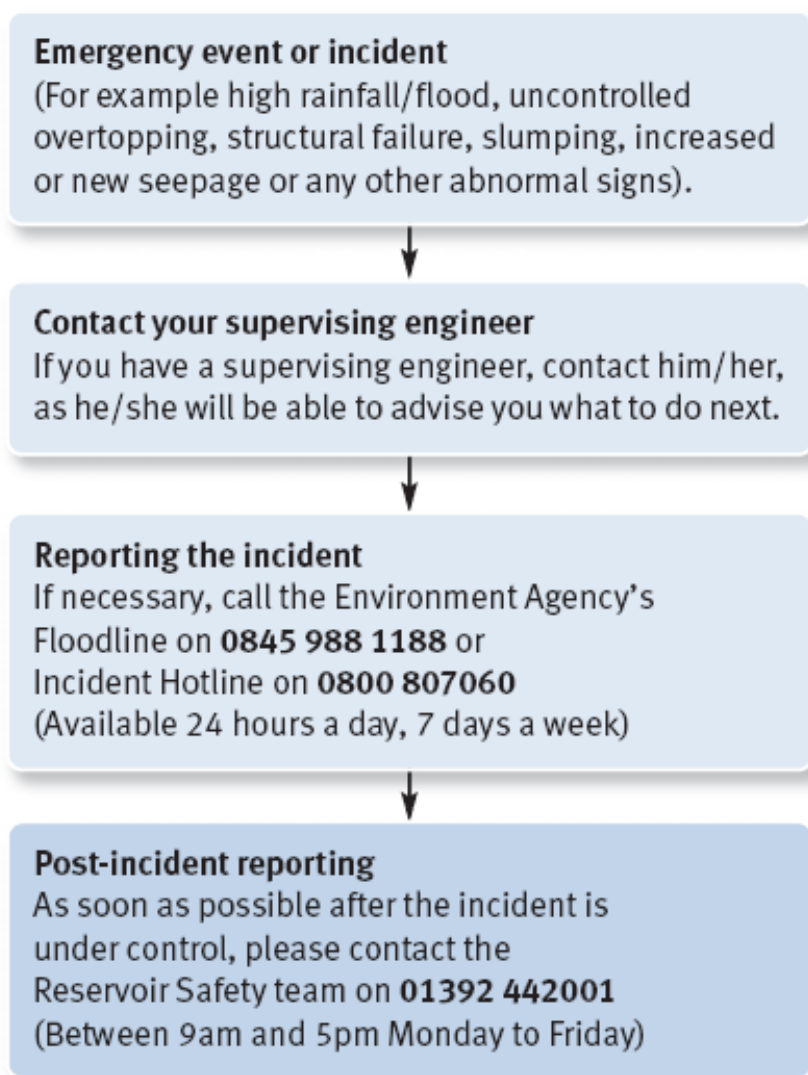 Emergency event or incident
(For example high rainfall/flood, uncontrolled
overtopping, structural failure, slumping, increased
or new seepage or any other abnormal signs).
Contact your supervising engineer
If you have a supervising engineer, contact him/her,
as he/she will be able to advise you what to do next.
Reporting the incident
If necessary, call the Environment Agency’s
Floodline on 0845 988 1188 or
Incident Hotline on 0800 807060
(Available 24 hours a day, 7 days a week)
Post-incident reporting
As soon as possible after the incident is
under control, please contact the
Reservoir Safety team on 01392 442001
(Between 9am and 5pm Monday to Friday)